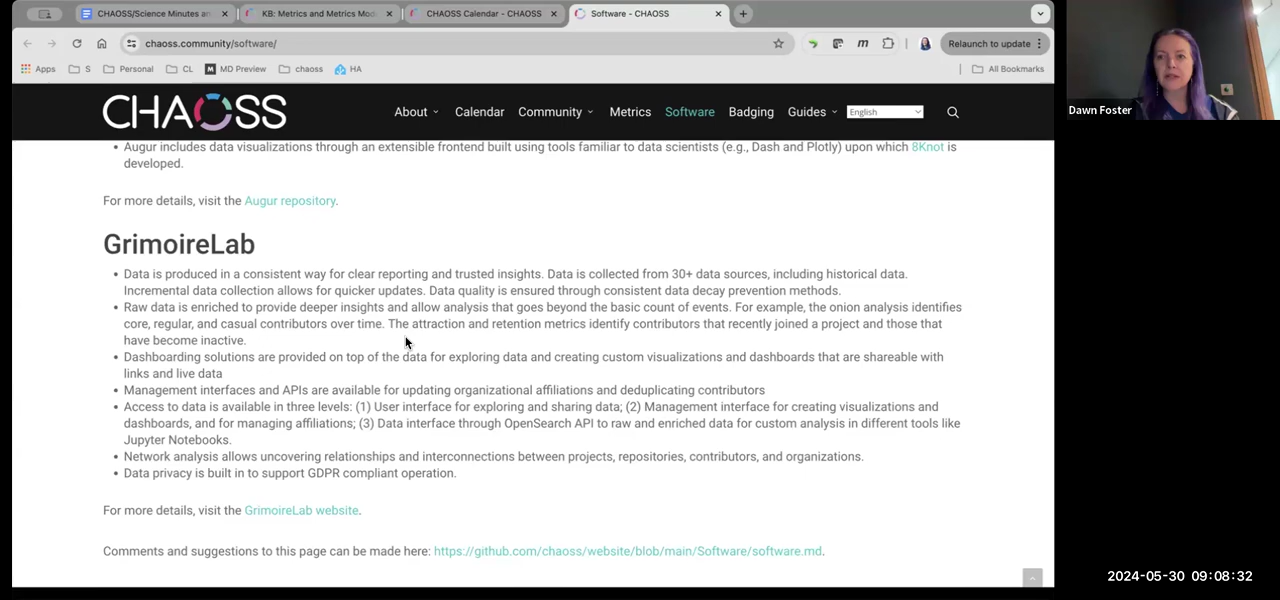 CHAOSS/Science Minutes an
KB: Metrics and Metrics Mod
CHAOSS Calendar - CHAOSS
Software - CHAOSS
chaoss.community/software/
Relaunch to update
Apps
S
Personal
CL
MD Preview
chaoss
HA
All Bookmarks
CHAOSS
About
Calendar
Community
Metrics
Software
Badging
Guides
English
Dawn Foster
• Augur includes data visualizations through an extensible frontend built using tools familiar to data scientists (e.g., Dash and Plotly) upon which 8Knot is
developed.
For more details, visit the Augur repository.
GrimoireLab
• Data is produced in a consistent way for clear reporting and trusted insights. Data is collected from 30+ data sources, including historical data.
Incremental data collection allows for quicker updates. Data quality is ensured through consistent data decay prevention methods.
• Raw data is enriched to provide deeper insights and allow analysis that goes beyond the basic count of events. For example, the onion analysis identifies
core, regular, and casual contributors over time. The attraction and retention metrics identify contributors that recently joined a project and those that
have become inactive.
• Dashboarding solutions are provided on top of the data for exploring data and creating custom visualizations and dashboards that are shareable with
links and live data
• Management interfaces and APIs are available for updating organizational affiliations and deduplicating contributors
• Access to data is available in three levels: (1) User interface for exploring and sharing data; (2) Management interface for creating visualizations and
dashboards, and for managing affiliations; (3) Data interface through OpenSearch API to raw and enriched data for custom analysis in different tools like
Jupyter Notebooks.
• Network analysis allows uncovering relationships and interconnections between projects, repositories, contributors, and organizations.
• Data privacy is built in to support GDPR compliant operation.
For more details, visit the GrimoireLab website.
Comments and suggestions to this page can be made here: https://github.com/chaoss/website/blob/main/Software/software.md.
2024-05-30 09:08:32